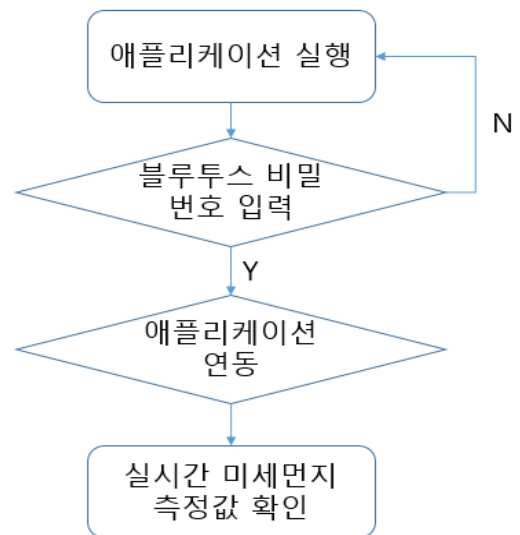 애플리케이션 실행
N
블루투스 비밀
번호 입력
Y
애플리케이션
연동
실시간 미세먼지
측정값 확인